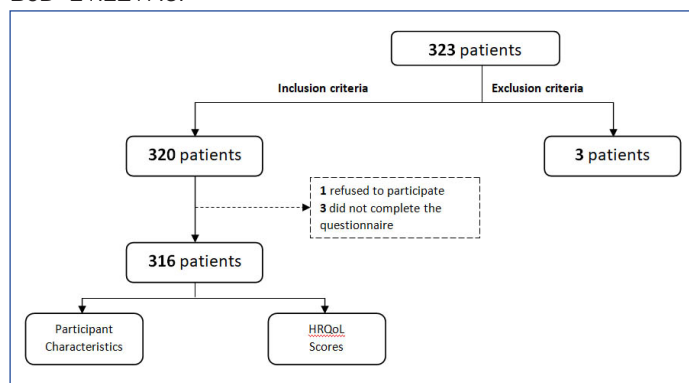 323 patients
Inclusion criteria
Exclusion criteria
320 patients
3 patients
1 refused to participate
3 did not complete the
questionnaire
316 patients
Participant
Characteristics
HRQoL
Scores